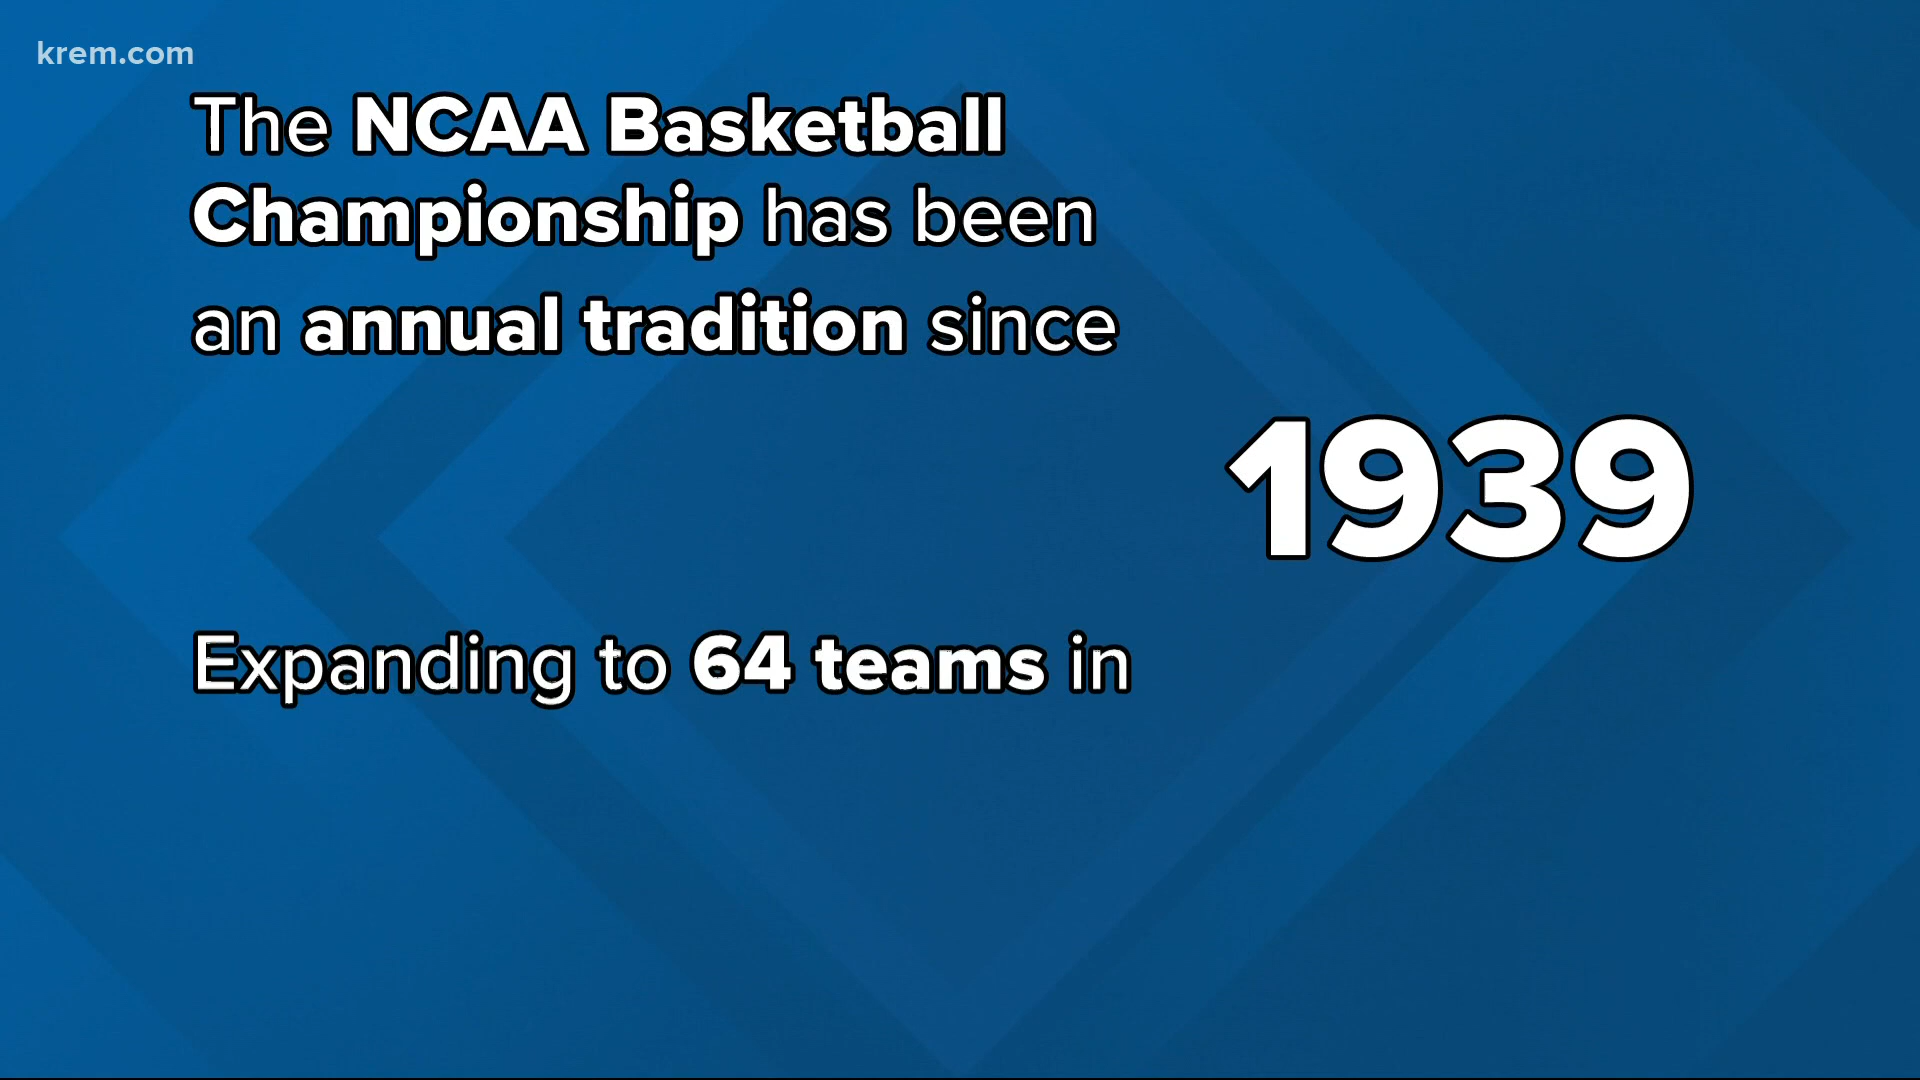 krem.com
The NCAA Basketball
Championship has been
an annual tradition since
1939
Expanding to 64 teams in